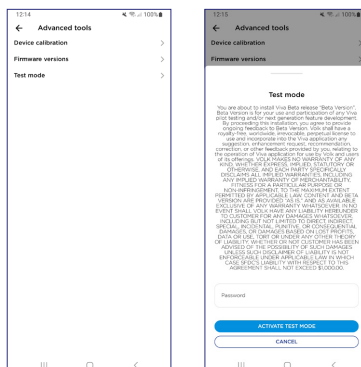 12:14
100%
Advanced tools
Device calibration
Firmware versions
Test mode
12:15
100%
Advanced tools
Device calibration
Firmware versions
Test mode
You are about to install Viva Beta release "Beta Version".
Beta Version is for your use and participation of any Viva
pilot testing and/or next generation feature development.
By proceeding this installation, you agree to provide
ongoing feedback to Beta Version. Volk shall have a
royalty-free, worldwide, irrevocable, perpetual license to
use and incorporate into the Viva application any
suggestion, enhancement request, recommendation,
correction, or other feedback provided by you, relating to
the operation of Viva application for use by Volk and users
of its offerings. VOLK MAKES NO WARRANTY OF ANY
KIND, WHETHER EXPRESS, IMPLIED, STATUTORY OR
OTHERWISE, AND EACH PARTY SPECIFICALLY
DISCLAIMS ALL IMPLIED WARRANTIES, INCLUDING
ANY IMPLIED WARRANTY OF MERCHANTABILITY,
FITNESS FOR A PARTICULAR PURPOSE OR
NON-INFRINGEMENT TO THE MAXIMUM EXTENT
PERMITTED BY APPLICABLE LAW. CONTENT AND BETA
VERSION ARE PROVIDED "AS IS," AND AS AVAILABLE
EXCLUSIVE OF ANY WARRANTY WHATSOEVER. IN NO
EVENT SHALL VOLK HAVE ANY LIABILITY HEREUNDER
TO CUSTOMER FOR ANY DAMAGES WHATSOEVER,
INCLUDING BUT NOT LIMITED TO DIRECT, INDIRECT,
SPECIAL, INCIDENTAL, PUNITIVE, OR CONSEQUENTIAL
DAMAGES, OR DAMAGES BASED ON LOST PROFITS,
DATA OR USE, TORT OR UNDER ANY OTHER THEORY
OF LIABILITY, WHETHER OR NOT CUSTOMER HAS BEEN
ADVISED OF THE POSSIBILITY OF SUCH DAMAGES
UNLESS SUCH DISCLAIMER OF LIABILITY IS NOT
ENFORCEABLE UNDER APPLICABLE LAW IN WHICH
CASE SFDC'S LIABILITY WITH RESPECT TO THIS
AGREEMENT SHALL NOT EXCEED $1,000.00.
Password
ACTIVATE TEST MODE
CANCEL